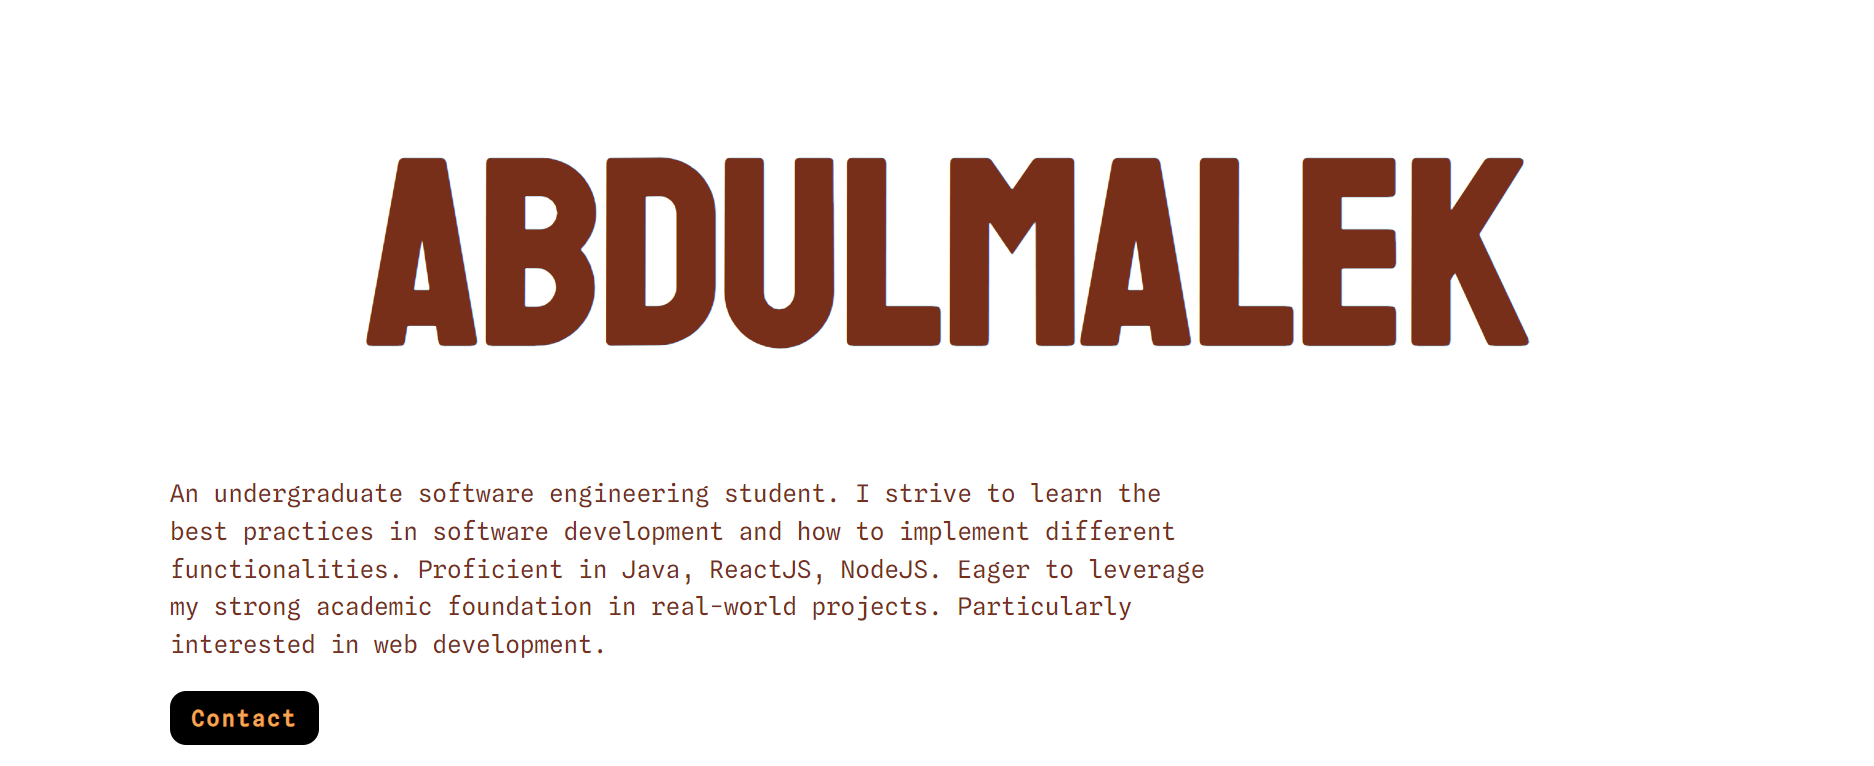 ABDULMALEK
An undergraduate software engineering student. I strive to learn the
best practices in software development and how to implement different
functionalities. Proficient in Java, ReactJS, NodeJS. Eager to leverage
my strong academic foundation in real-world projects. Particularly
interested in web development.
Contact